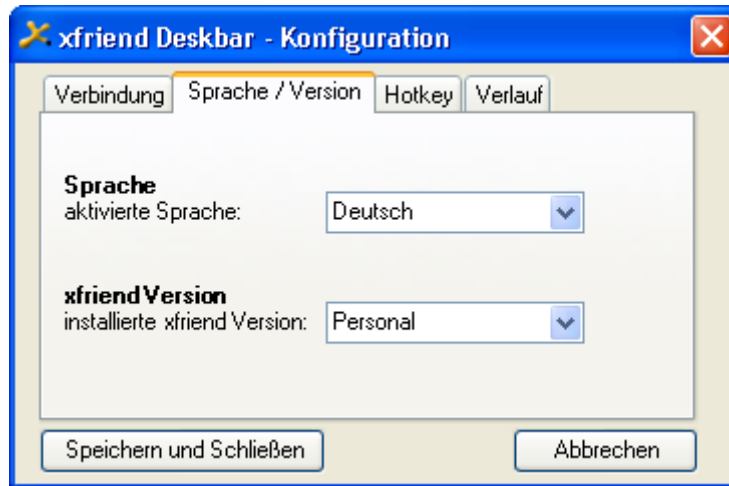 xfriend Deskbar - Konfiguration
Verbindung Sprache / Version Hotkey Verlauf
Sprache
aktivierte Sprache: Deutsch
xfriend Version
installierte xfriend Version: Personal
Speichern und Schließen Abbrechen